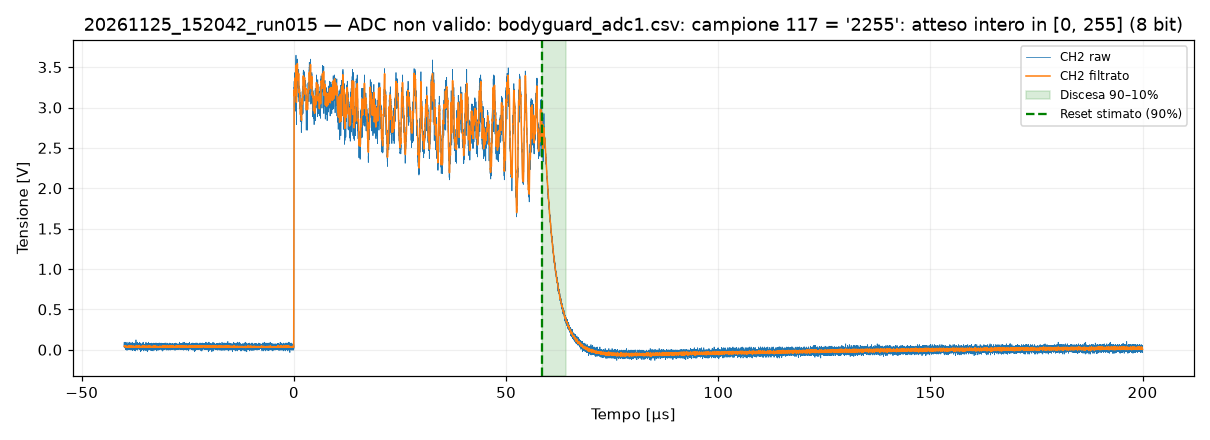 20261125_152042_run015 — ADC non valido: bodyguard_adc1.csv: campione 117 = '2255': atteso intero in [0, 255] (8 bit)
CH2 raw
CH2 filtrato
Discesa 90–10%
Reset stimato (90%)
Tensione [V]
3.5
3.0
2.5
2.0
1.5
1.0
0.5
0.0
−50
0
50
100
150
200
Tempo [µs]